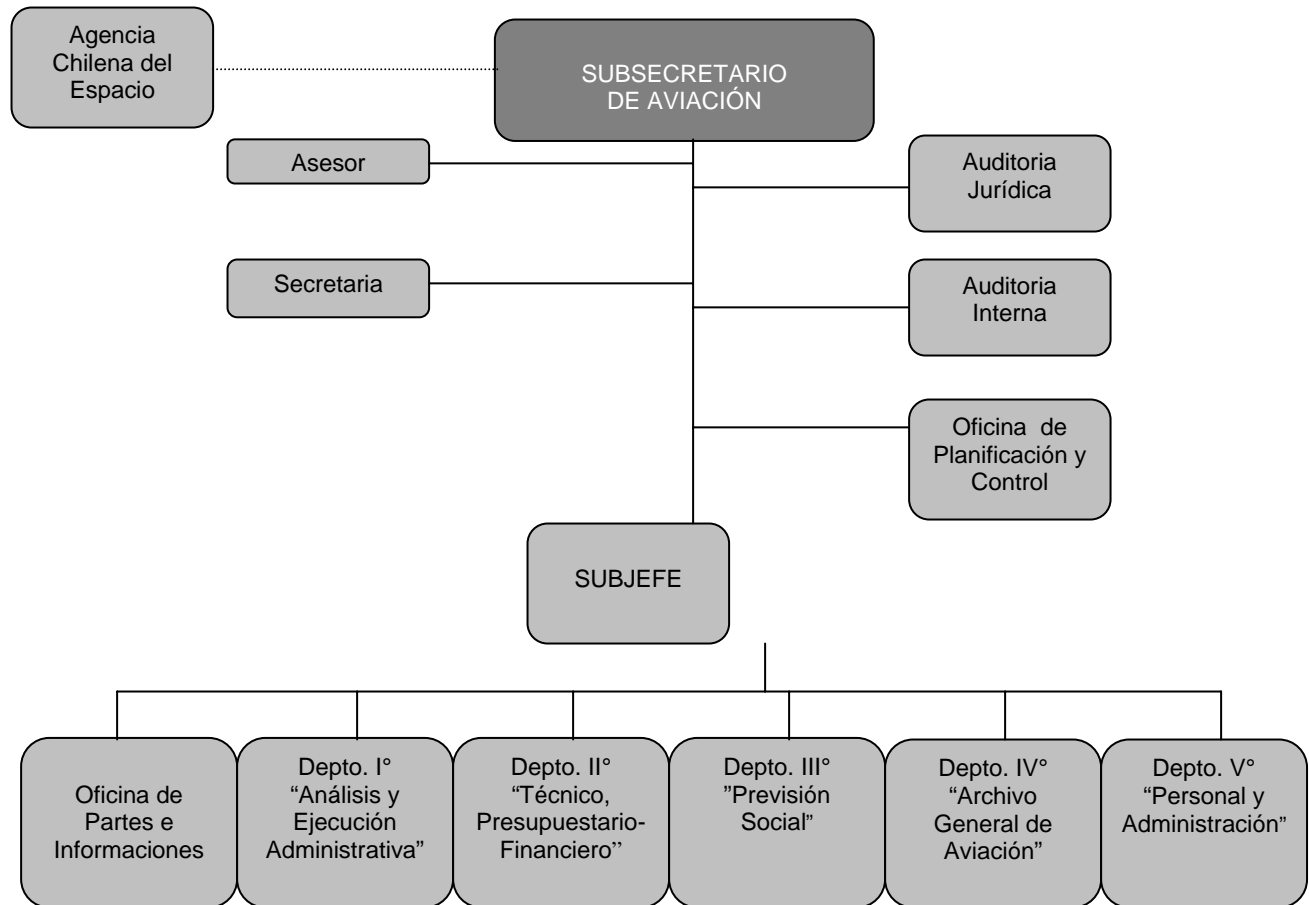 Agencia
Chilena del
Espacio
SUBSECRETARIO
DE AVIACIÓN
Asesor
Auditoria
Jurídica
Secretaria
Auditoria
Interna
Oficina de
Planificación y
Control
SUBJEFE
Oficina de
Partes e
Informaciones
Depto. I°
“Análisis y
Ejecución
Administrativa”
Depto. II°
“Técnico,
Presupuestario-
Financiero”
Depto. III°
”Previsión
Social”
Depto. IV°
“Archivo
General de
Aviación”
Depto. V°
“Personal y
Administración”